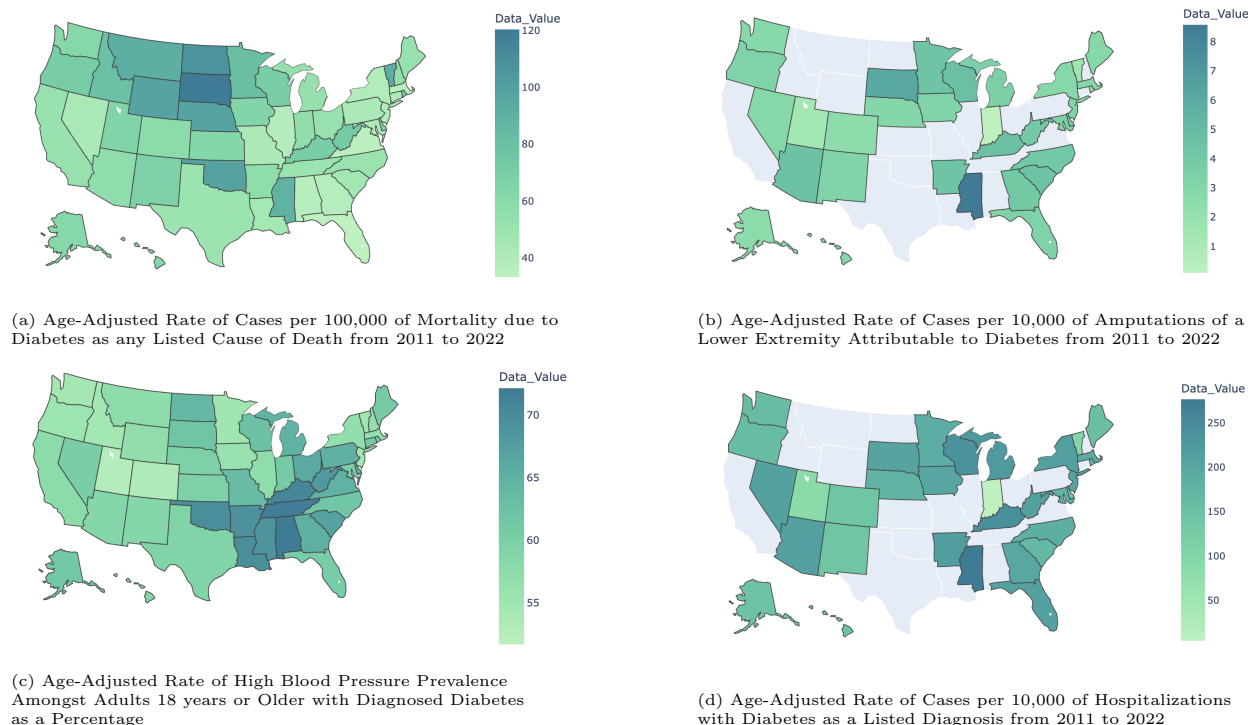 Data_Value
120
100
80
60
40
(a) Age-Adjusted Rate of Cases per 100,000 of Mortality due to
Diabetes as any Listed Cause of Death from 2011 to 2022
Data_Value
8
7
6
5
4
3
2
1
(b) Age-Adjusted Rate of Cases per 10,000 of Amputations of a
Lower Extremity Attributable to Diabetes from 2011 to 2022
Data_Value
70
65
60
55
(c) Age-Adjusted Rate of High Blood Pressure Prevalence
Amongst Adults 18 years or Older with Diagnosed Diabetes
as a Percentage
Data_Value
250
200
150
100
50
(d) Age-Adjusted Rate of Cases per 10,000 of Hospitalizations
with Diabetes as a Listed Diagnosis from 2011 to 2022